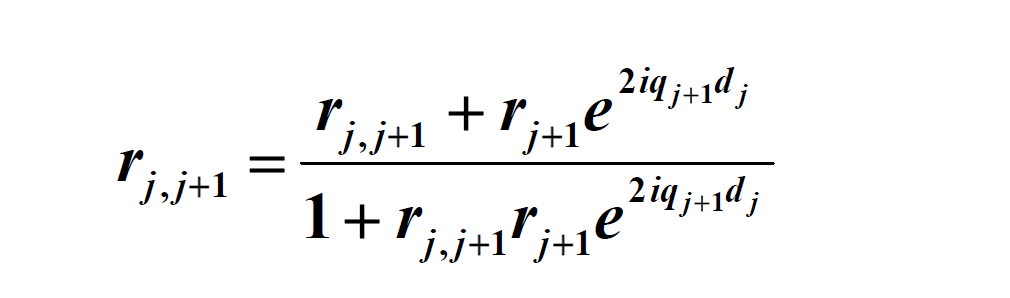 r_{j,j+1} = \frac{r_{j,j+1} + r_{j+1} e^{2iq_{j+1}d_j}}{1 + r_{j,j+1} r_{j+1} e^{2iq_{j+1}d_j}}